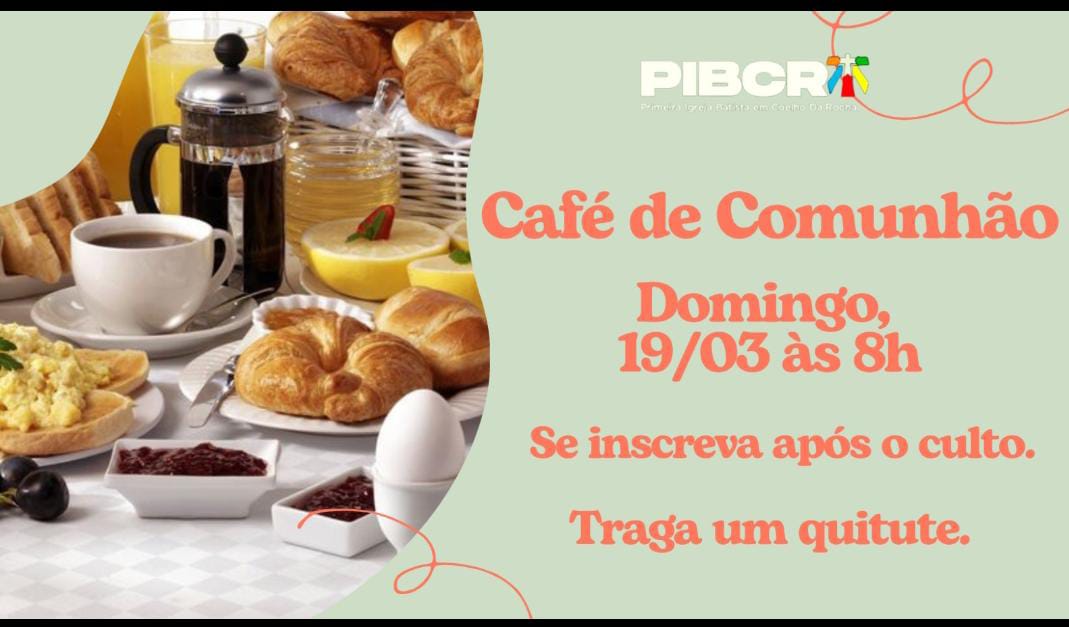 PIBCR
Primeira Igreja Batista em Coelho Da Rocha
Café de Comunhão
Domingo,
19/03 às 8h
Se inscreva após o culto.
Traga um quitute.